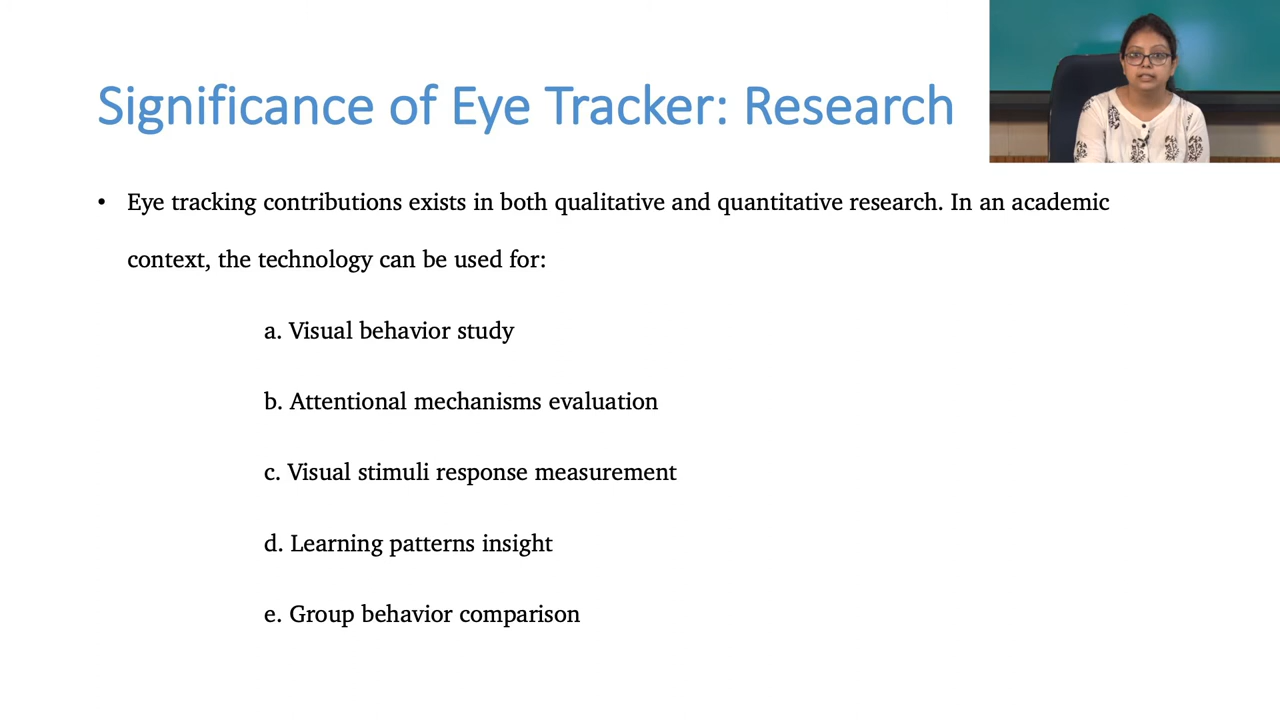 Significance of Eye Tracker: Research
• Eye tracking contributions exists in both qualitative and quantitative research. In an academic
context, the technology can be used for:
a. Visual behavior study
b. Attentional mechanisms evaluation
c. Visual stimuli response measurement
d. Learning patterns insight
e. Group behavior comparison